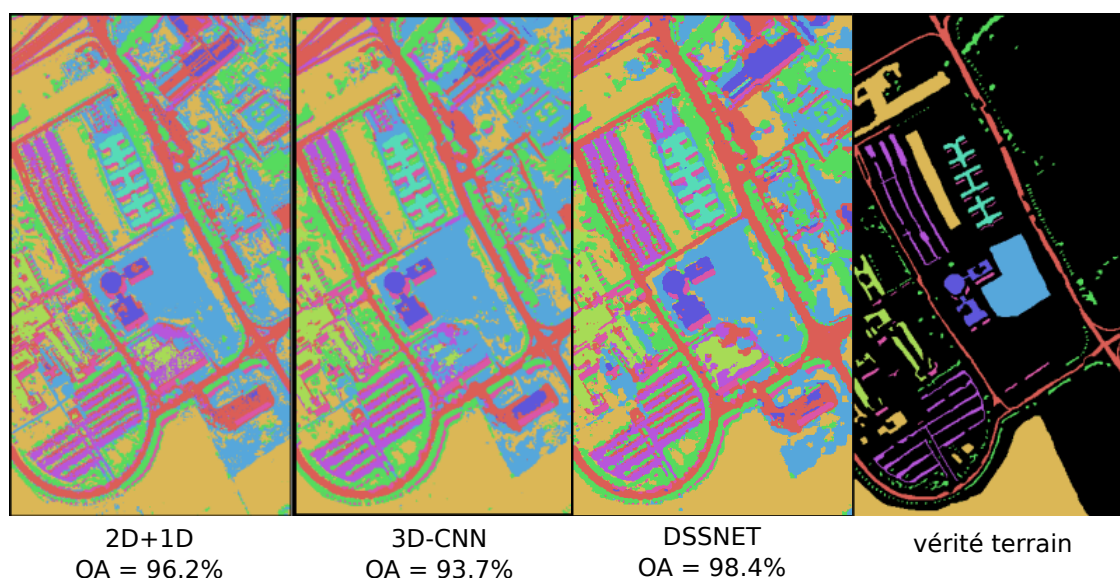 2D+1D
OA = 96.2%
3D-CNN
OA = 93.7%
DSSNET
OA = 98.4%
vérité terrain